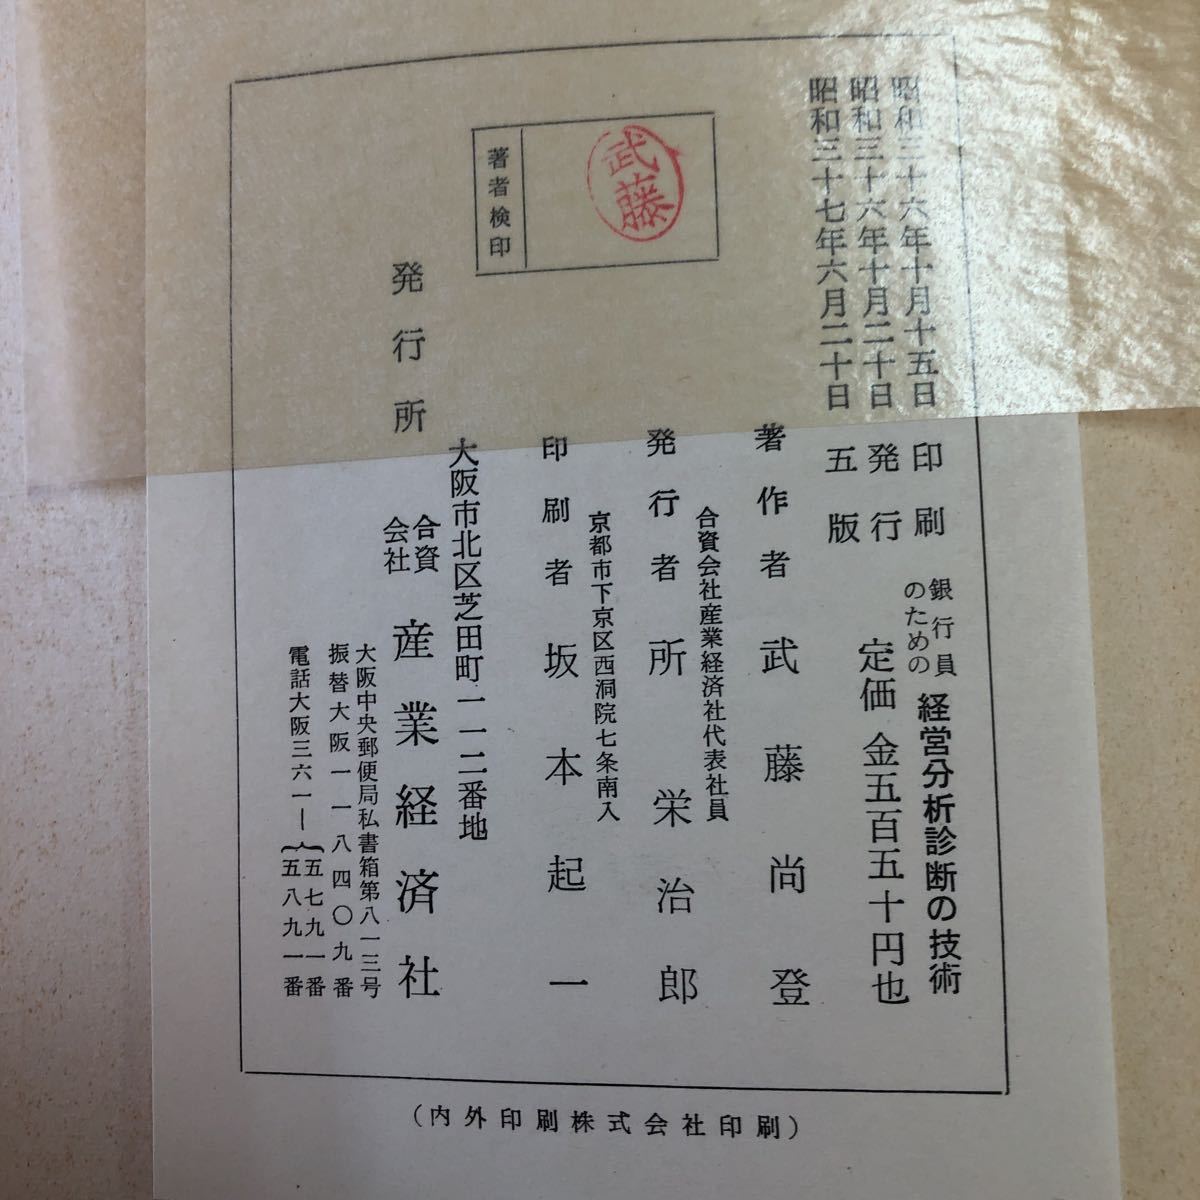 昭和三十六年十月十五日 印刷
昭和三十六年十月二十日 発行
昭和三十七年六月二十日 五版
銀行員のための 経営分析診断の技術
定価 金五百五十円也
著作者 武藤尚登
合資会社産業経済社代表社員
発行者 所栄治郎
京都市下京区西洞院七条南入
印刷者 坂本起一
大阪市北区芝田町一一二番地
発行所 合資会社 産業経済社
大阪中央郵便局私書箱第八一三号
振替大阪一一八四〇九番
電話大阪三六一―五七九一番
五八九一番
著者検印
武藤
(内外印刷株式会社印刷)